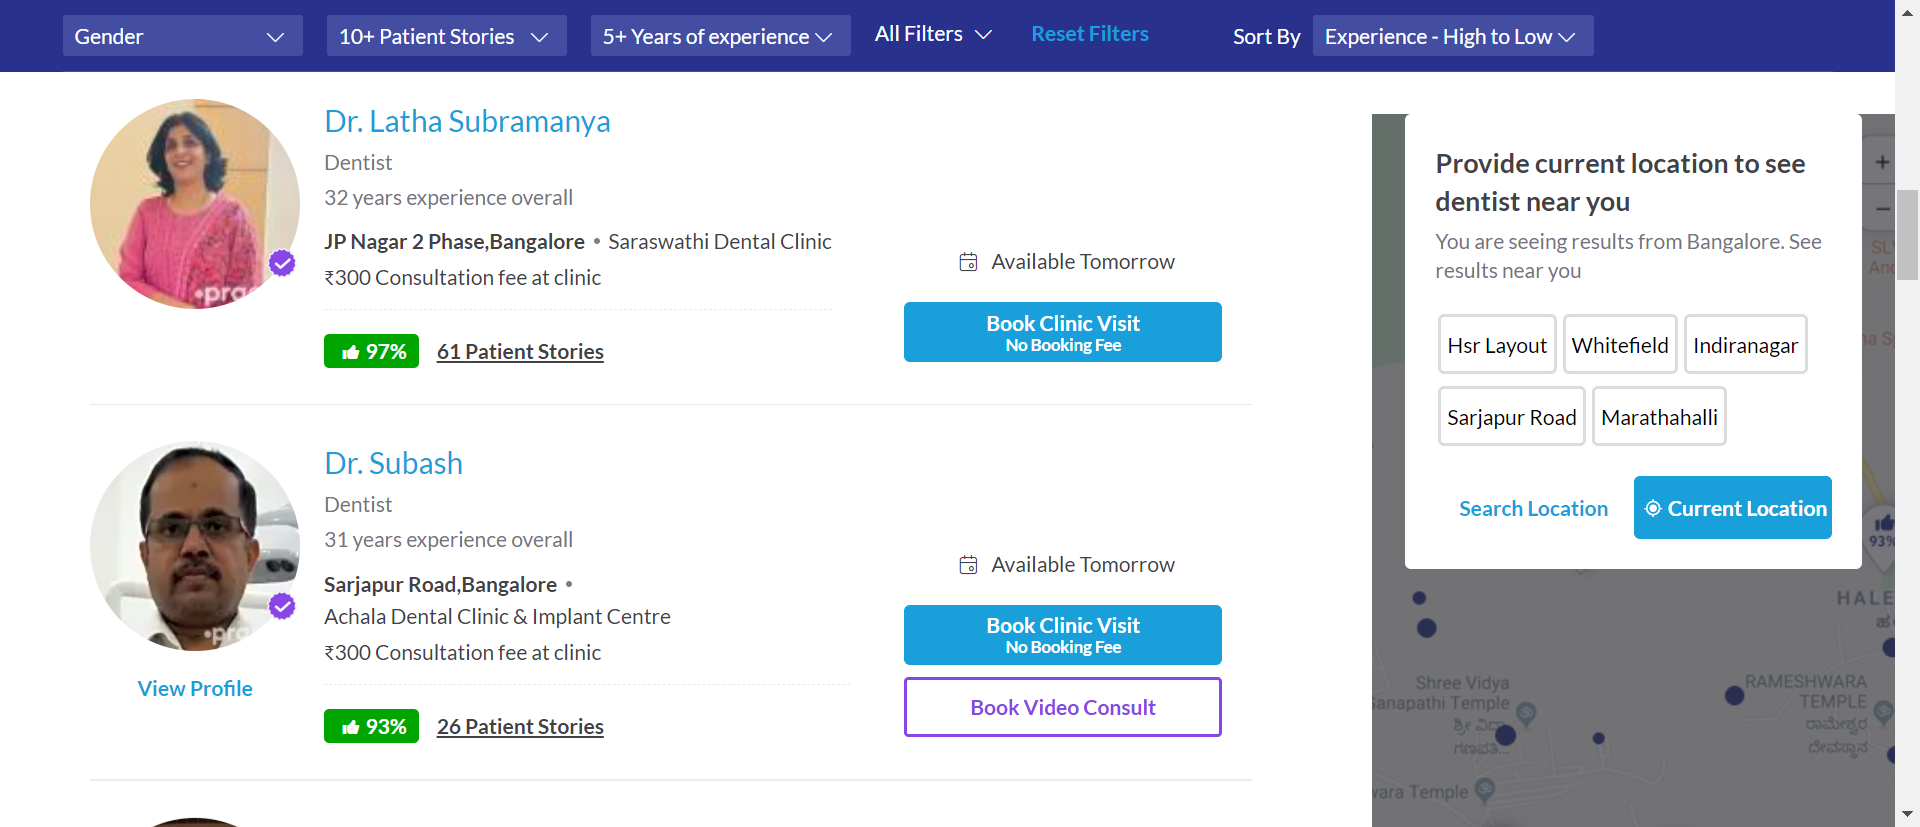 Gender
10+ Patient Stories
5+ Years of experience
All Filters
Reset Filters
Sort By
Experience - High to Low
Dr. Latha Subramanya
Dentist
32 years experience overall
JP Nagar 2 Phase,Bangalore • Saraswathi Dental Clinic
₹300 Consultation fee at clinic
97%
61 Patient Stories
Available Tomorrow
Book Clinic Visit
No Booking Fee
Dr. Subash
Dentist
31 years experience overall
Sarjapur Road,Bangalore •
Achala Dental Clinic & Implant Centre
₹300 Consultation fee at clinic
View Profile
93%
26 Patient Stories
Available Tomorrow
Book Clinic Visit
No Booking Fee
Book Video Consult
Provide current location to see
dentist near you
You are seeing results from Bangalore. See
results near you
Hsr Layout
Whitefield
Indiranagar
Sarjapur Road
Marathahalli
Search Location
Current Location
93%
HALE
Shree Vidya
Ganapathi Temple
ಶ್ರೀ ವಿದ್ಯಾ
ಗಣಪತಿ...
RAMESHWARA
TEMPLE
ರಾಮೇಶ್ವರ
ದೇವಸ್ಥಾನ
wara Temple